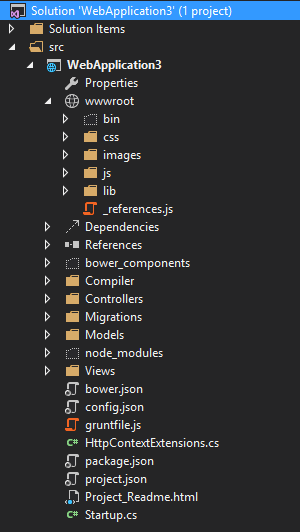 Solution 'WebApplication3' (1 project)
Solution Items
src
WebApplication3
Properties
wwwroot
bin
css
images
js
lib
_references.js
Dependencies
References
bower_components
Compiler
Controllers
Migrations
Models
node_modules
Views
bower.json
config.json
gruntfile.js
HttpContextExtensions.cs
package.json
project.json
Project_Readme.html
Startup.cs